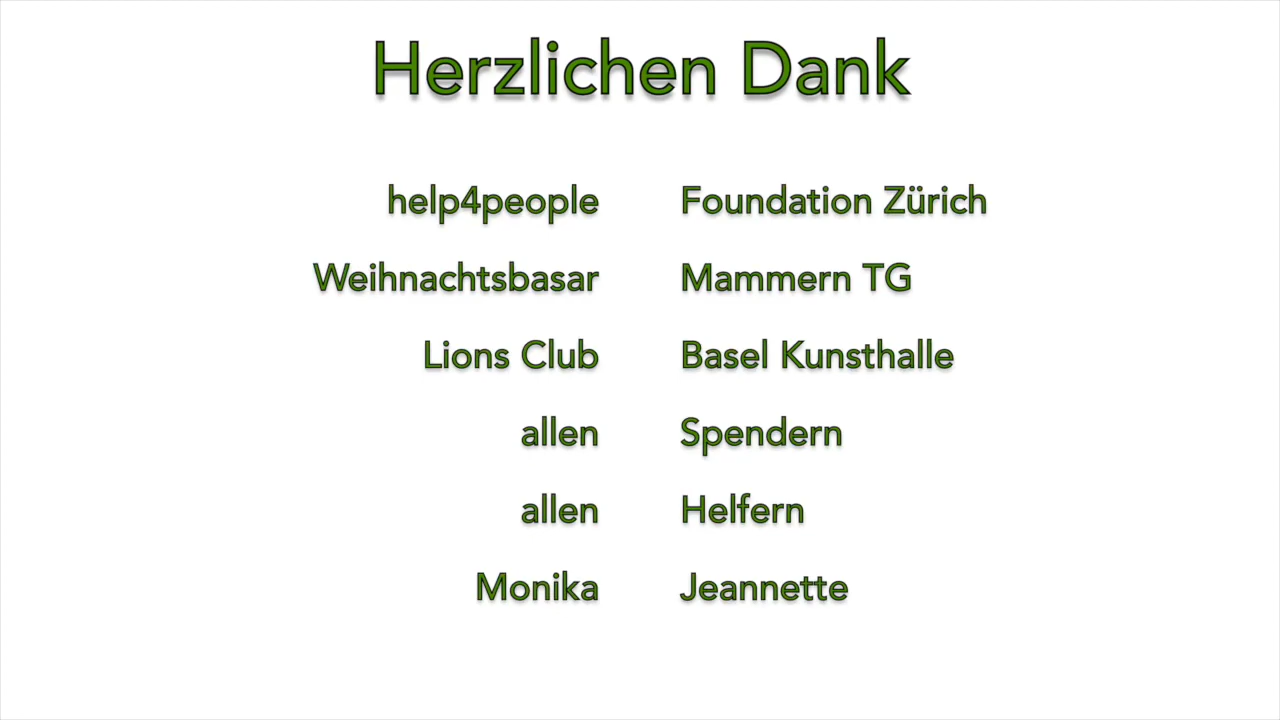 Herzlichen Dank
help4people Foundation Zürich
Weihnachtsbasar Mammern TG
Lions Club Basel Kunsthalle
allen Spendern
allen Helfern
Monika Jeannette